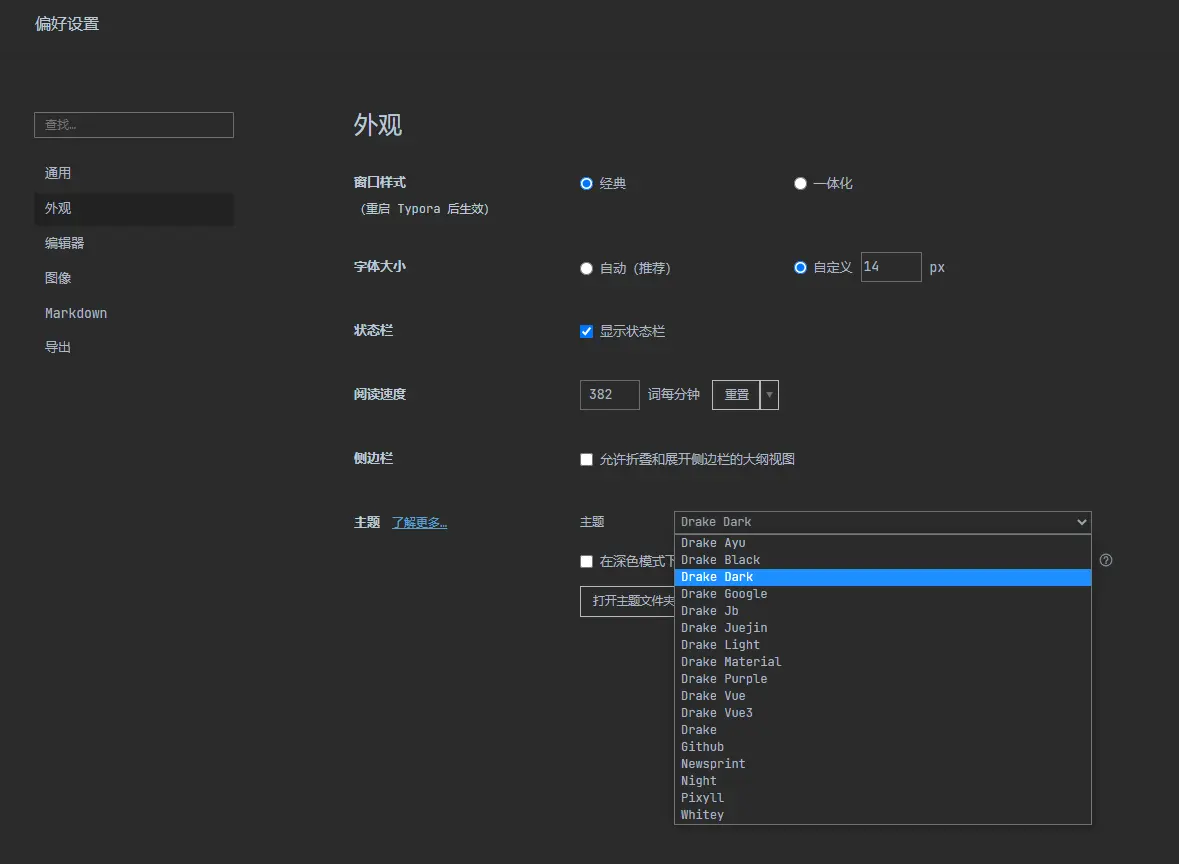 偏好设置
查找…
通用
外观
编辑器
图像
Markdown
导出
外观
窗口样式
（重启 Typora 后生效）
经典
一体化
字体大小
自动（推荐）
自定义 14 px
状态栏
显示状态栏
阅读速度
382 词每分钟 重置
侧边栏
允许折叠和展开侧边栏的大纲视图
主题 了解更多…
主题
Drake Dark
在深色模式下
打开主题文件夹
Drake Ayu
Drake Black
Drake Dark
Drake Google
Drake Jb
Drake Juejin
Drake Light
Drake Material
Drake Purple
Drake Vue
Drake Vue3
Drake
Github
Newsprint
Night
Pixyll
Whitey